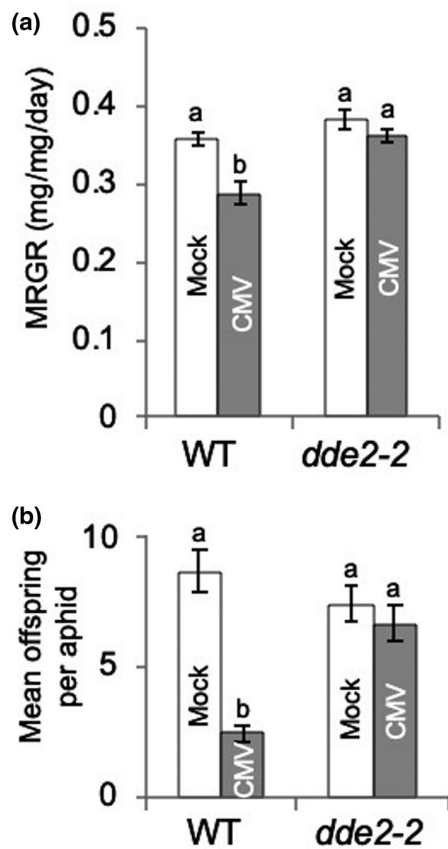 (a)
MRGR (mg/mg/day)
0.5
0.4
0.3
0.2
0.1
0
a
b
a
a
Mock
CMV
Mock
CMV
WT
dde2-2
(b)
Mean offspring
per aphid
10
5
0
a
b
a
a
Mock
CMV
Mock
CMV
WT
dde2-2